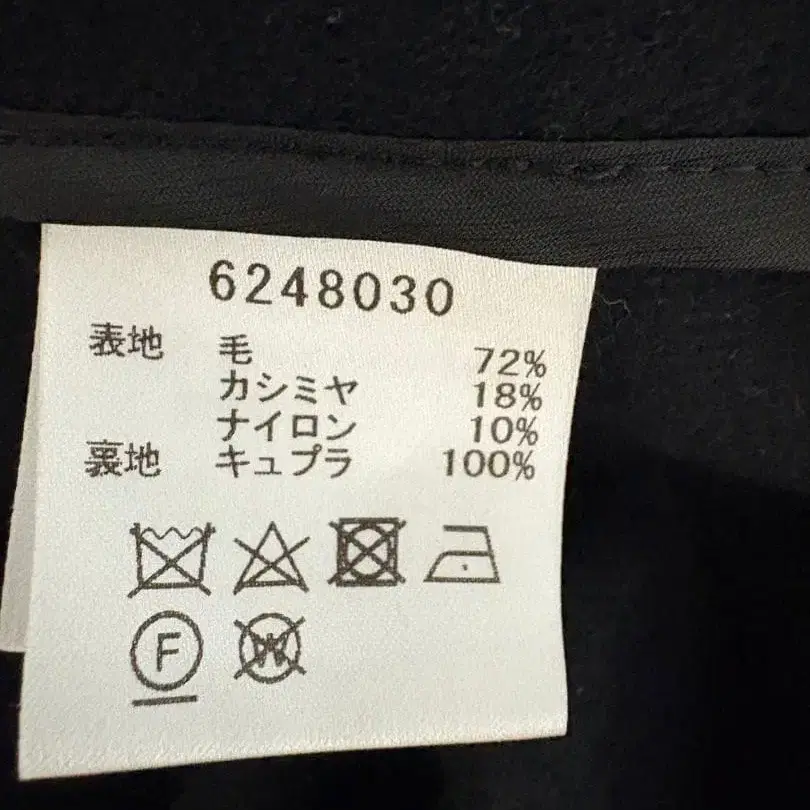 6248030
表地 毛 72%
カシミヤ 18%
ナイロン 10%
裏地 キュプラ 100%
F W